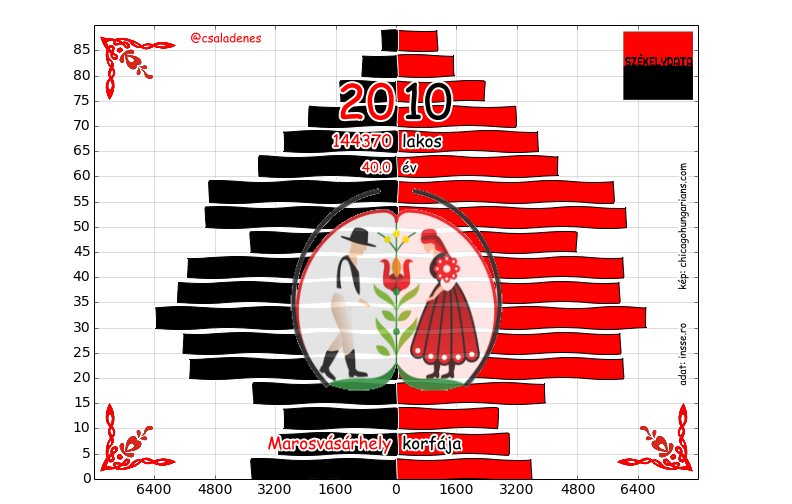 @csaladenes
SZÉKELYDATA
2010
144370 lakos
40.0 év
kép: chicagohungarians.com
adat: insse.ro
Marosvásárhely korfája
85
80
75
70
65
60
55
50
45
40
35
30
25
20
15
10
5
0
6400 4800 3200 1600 0 1600 3200 4800 6400